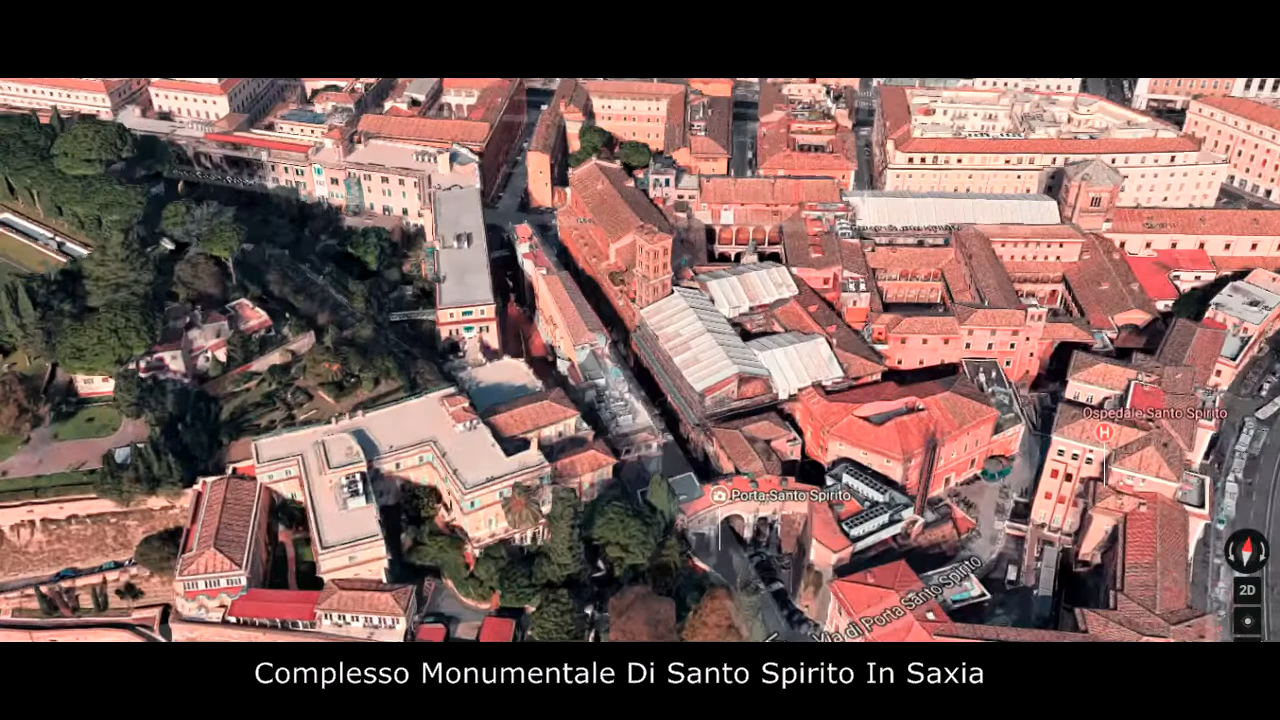 Ospedale Santo Spirito
H
Porta Santo Spirito
Via di Porta Santo Spirito
2D
Complesso Monumentale Di Santo Spirito In Saxia